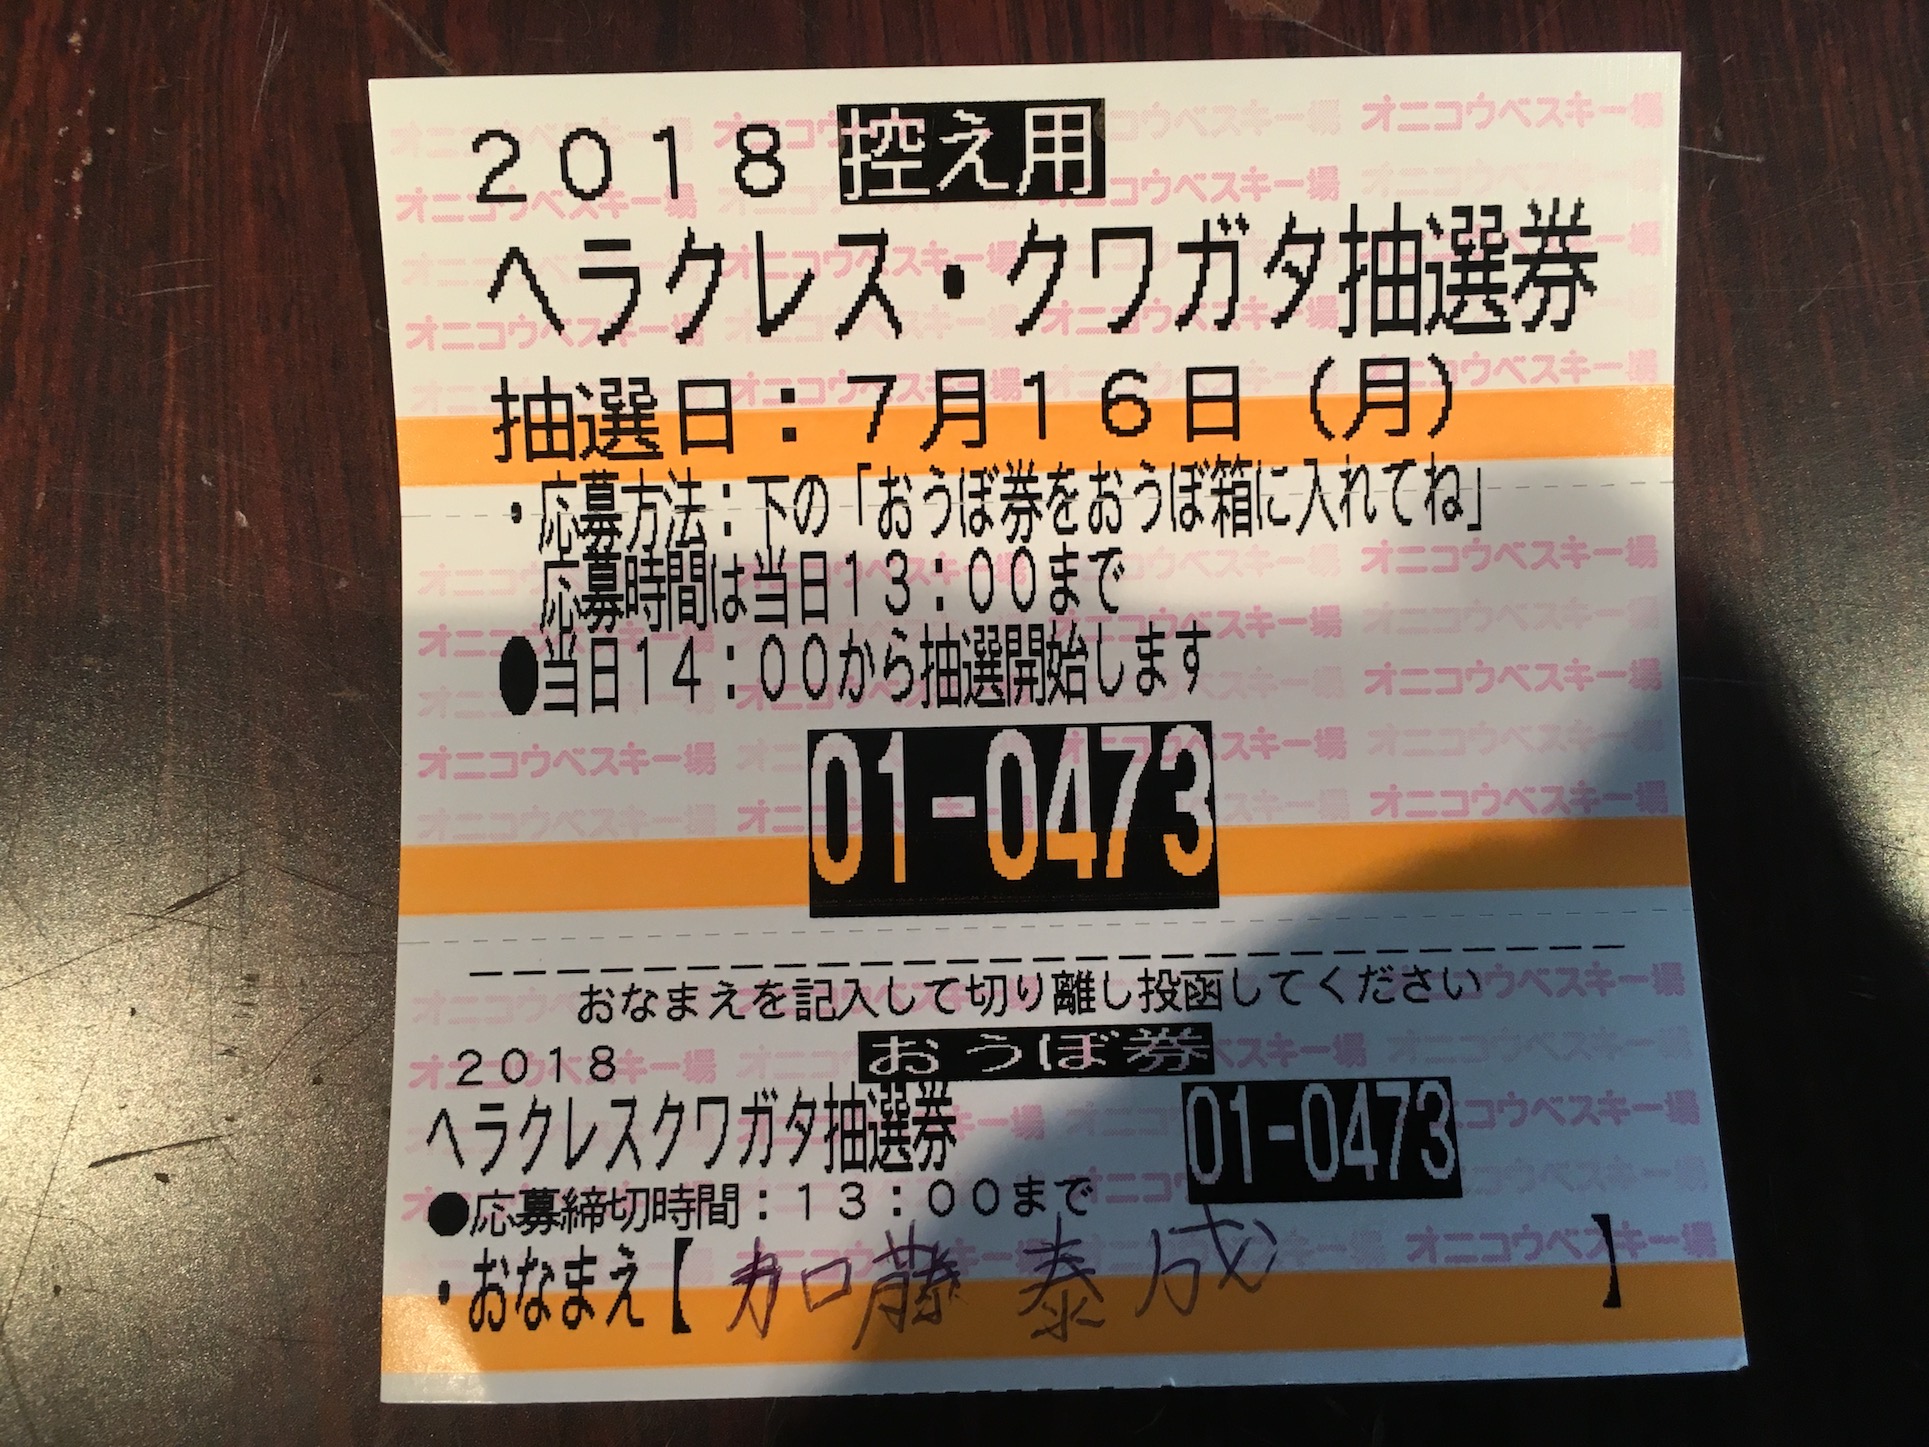 2018 控え用
ヘラクレス・クワガタ抽選券
抽選日：7月16日（月）
・応募方法：下の「おうぼ券をおうぼ箱に入れてね」
応募時間は当日13：00まで
●当日14：00から抽選開始します
01-0473
おなまえを記入して切り離し投函してください
2018 おうぼ券
ヘラクレスクワガタ抽選券 01-0473
●応募締切時間：13：00まで
・おなまえ【 加藤 泰成 】
オニコウベスキー場